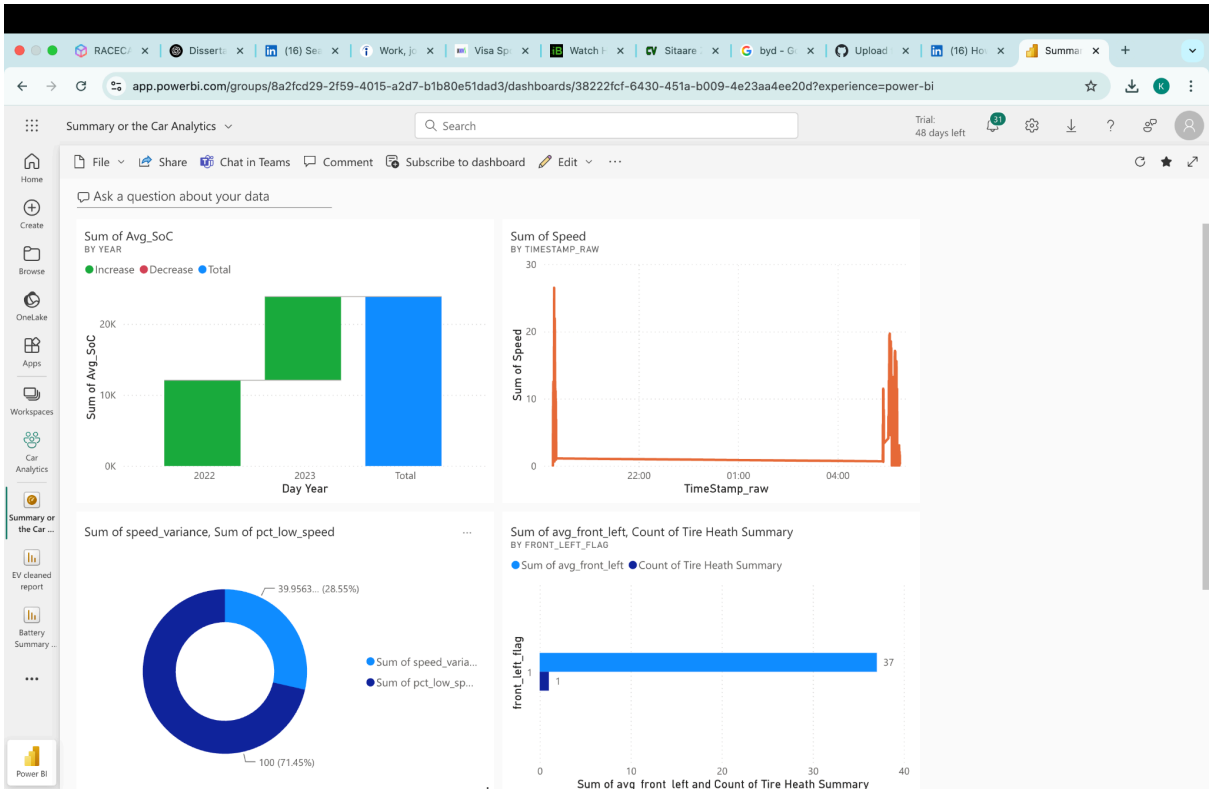 RACECA
Disserta
(16) Sea
Work, jo
Visa Sp
Watch H
Sitaare
byd - G
Upload
(16) Ho
Summar
app.powerbi.com/groups/8a2fcd29-2f59-4015-a2d7-b1b80e51dad3/dashboards/38222fcf-6430-451a-b009-4e23aa4ee20d?experience=power-bi
K
Summary or the Car Analytics
Search
Trial:
48 days left
31
File
Share
Chat in Teams
Comment
Subscribe to dashboard
Edit
Home
Create
Browse
OneLake
Apps
Workspaces
Car
Analytics
Summary or
the Car ...
EV cleaned
report
Battery
Summary ..
Power BI
Ask a question about your data
Sum of Avg_SoC
BY YEAR
Increase Decrease Total
Sum of Avg_SoC
20K
10K
0K
2022 2023 Total
Day Year
Sum of Speed
BY TIMESTAMP_RAW
Sum of Speed
30
20
10
0
22:00 01:00 04:00
TimeStamp_raw
Sum of speed_variance, Sum of pct_low_speed
39.9563... (28.55%)
Sum of speed_varia...
Sum of pct_low_sp...
100 (71.45%)
Sum of avg_front_left, Count of Tire Heath Summary
BY FRONT_LEFT_FLAG
Sum of avg_front_left Count of Tire Heath Summary
front_left_flag
1
37
1
0 10 20 30 40
Sum of avg_front_left and Count of Tire Heath Summary